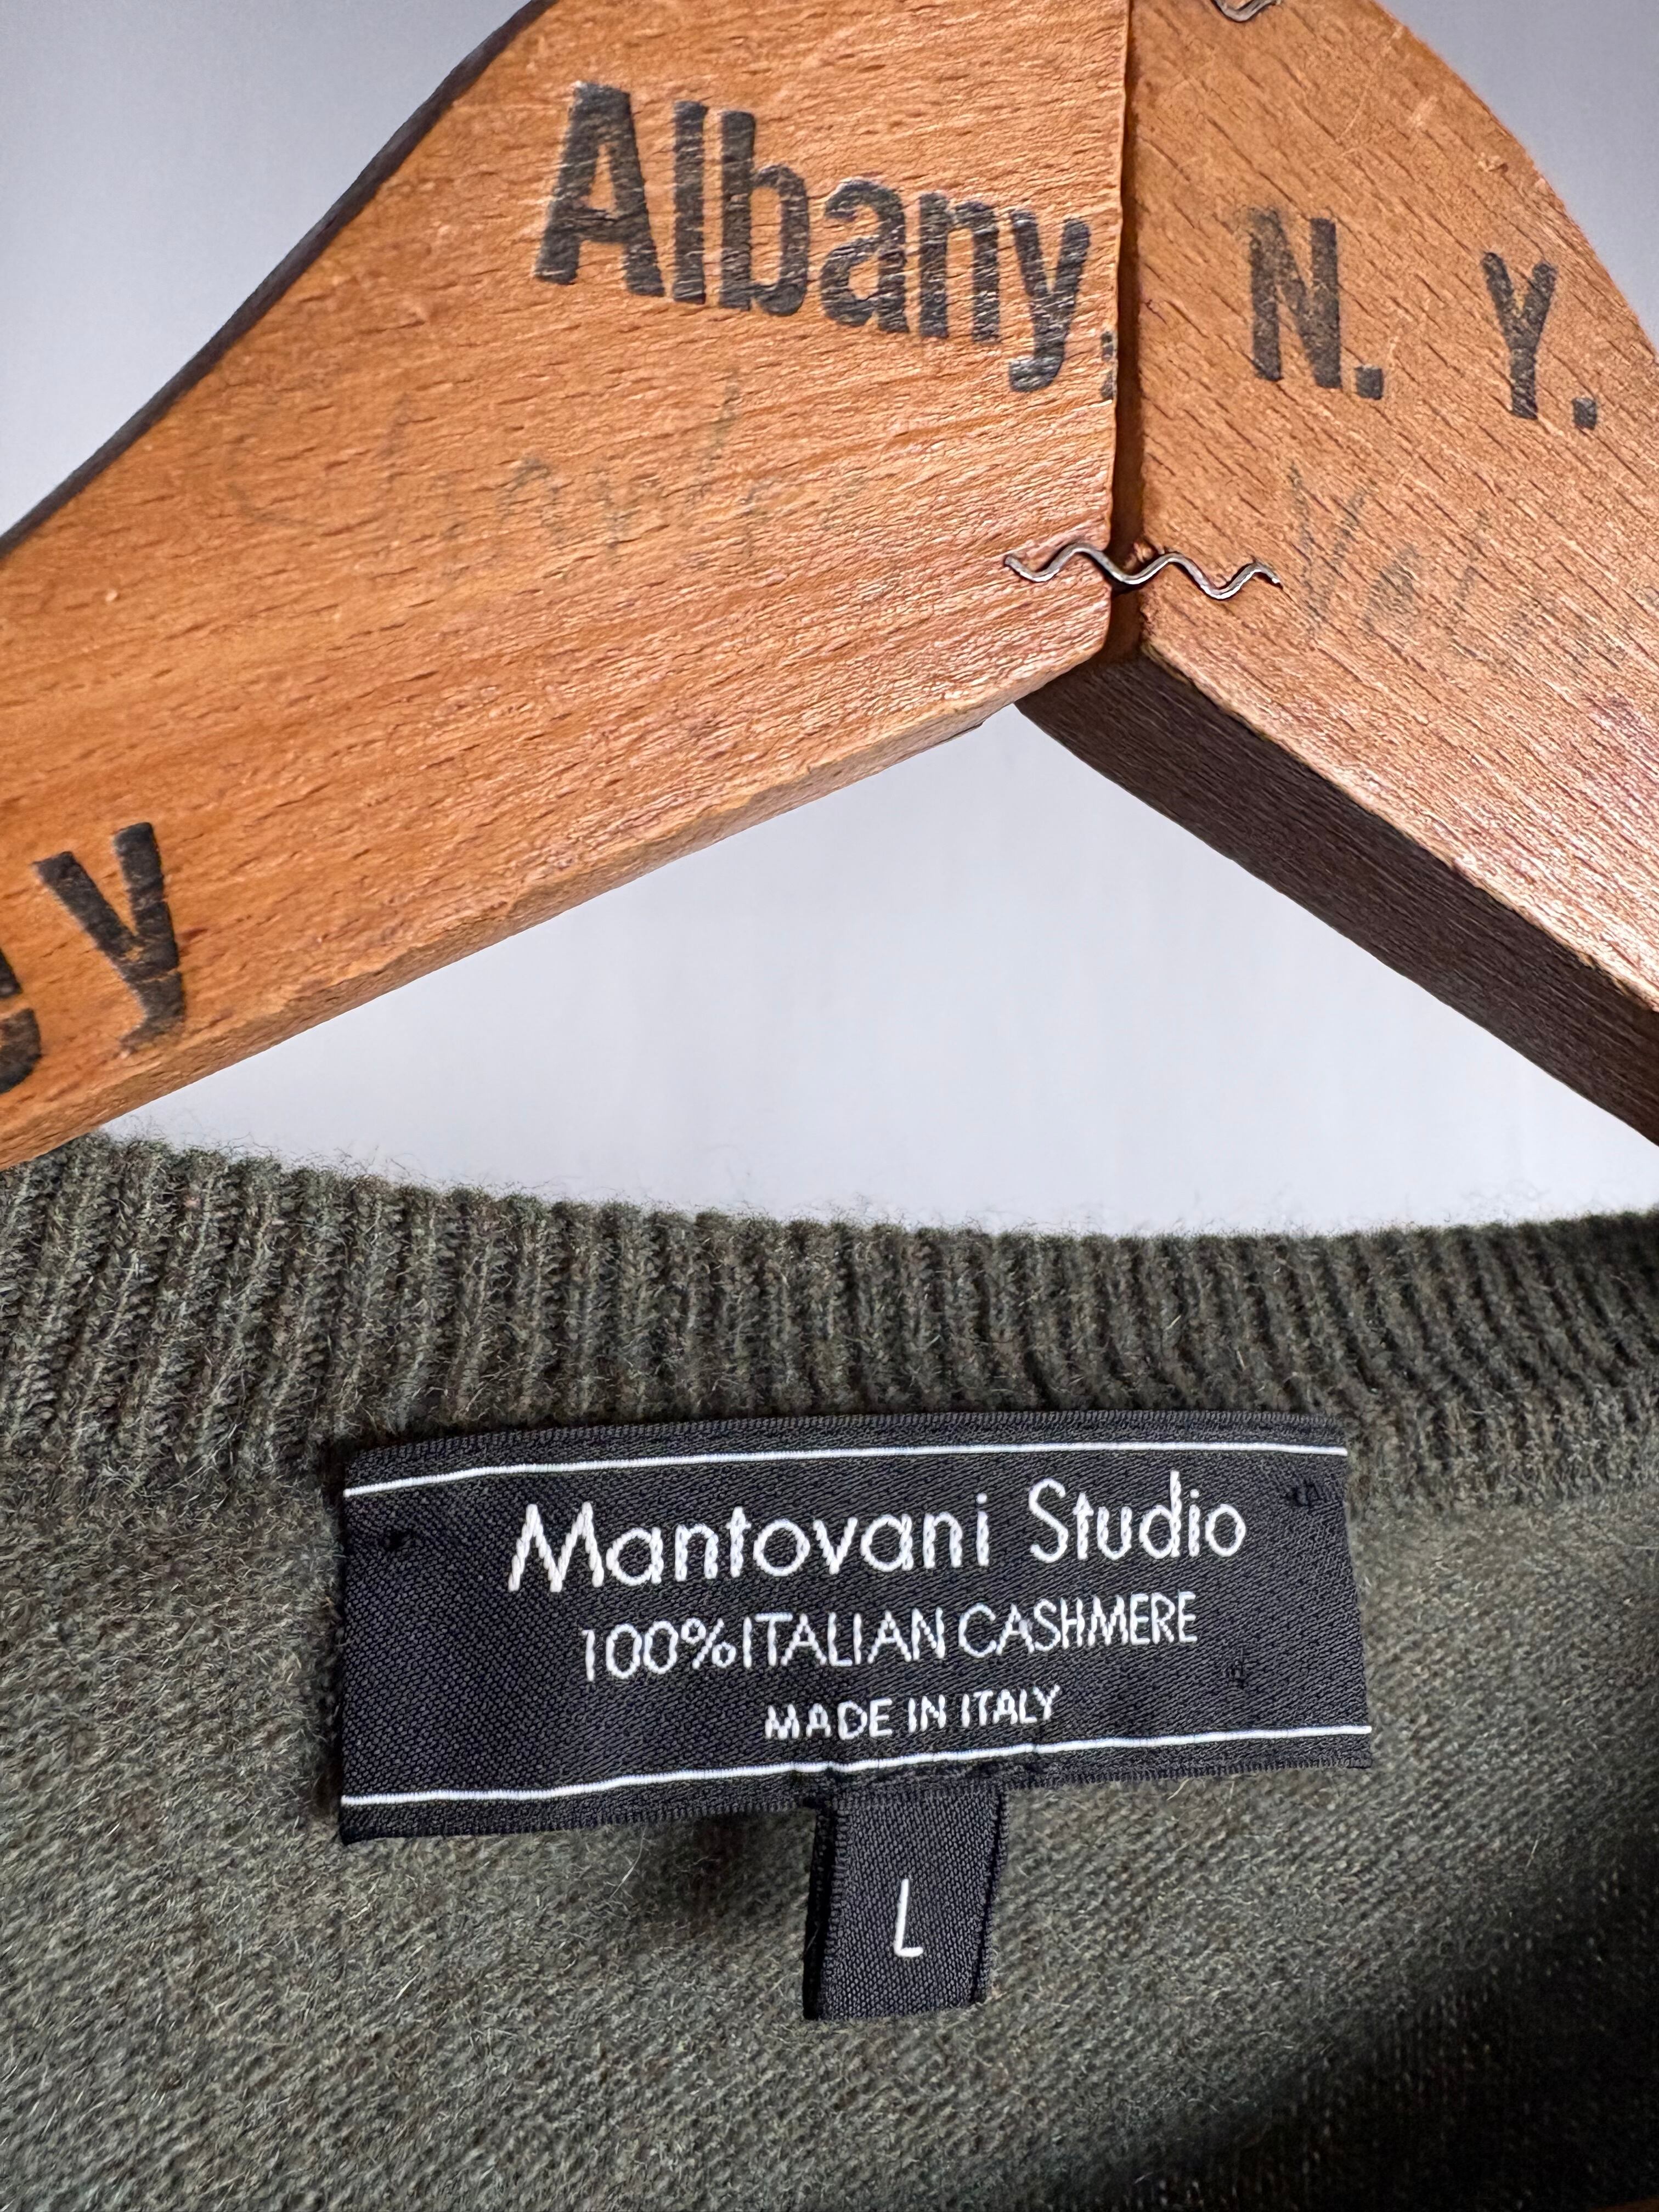 Albany, N. Y.
Mantovani Studio
100% ITALIAN CASHMERE
MADE IN ITALY
L